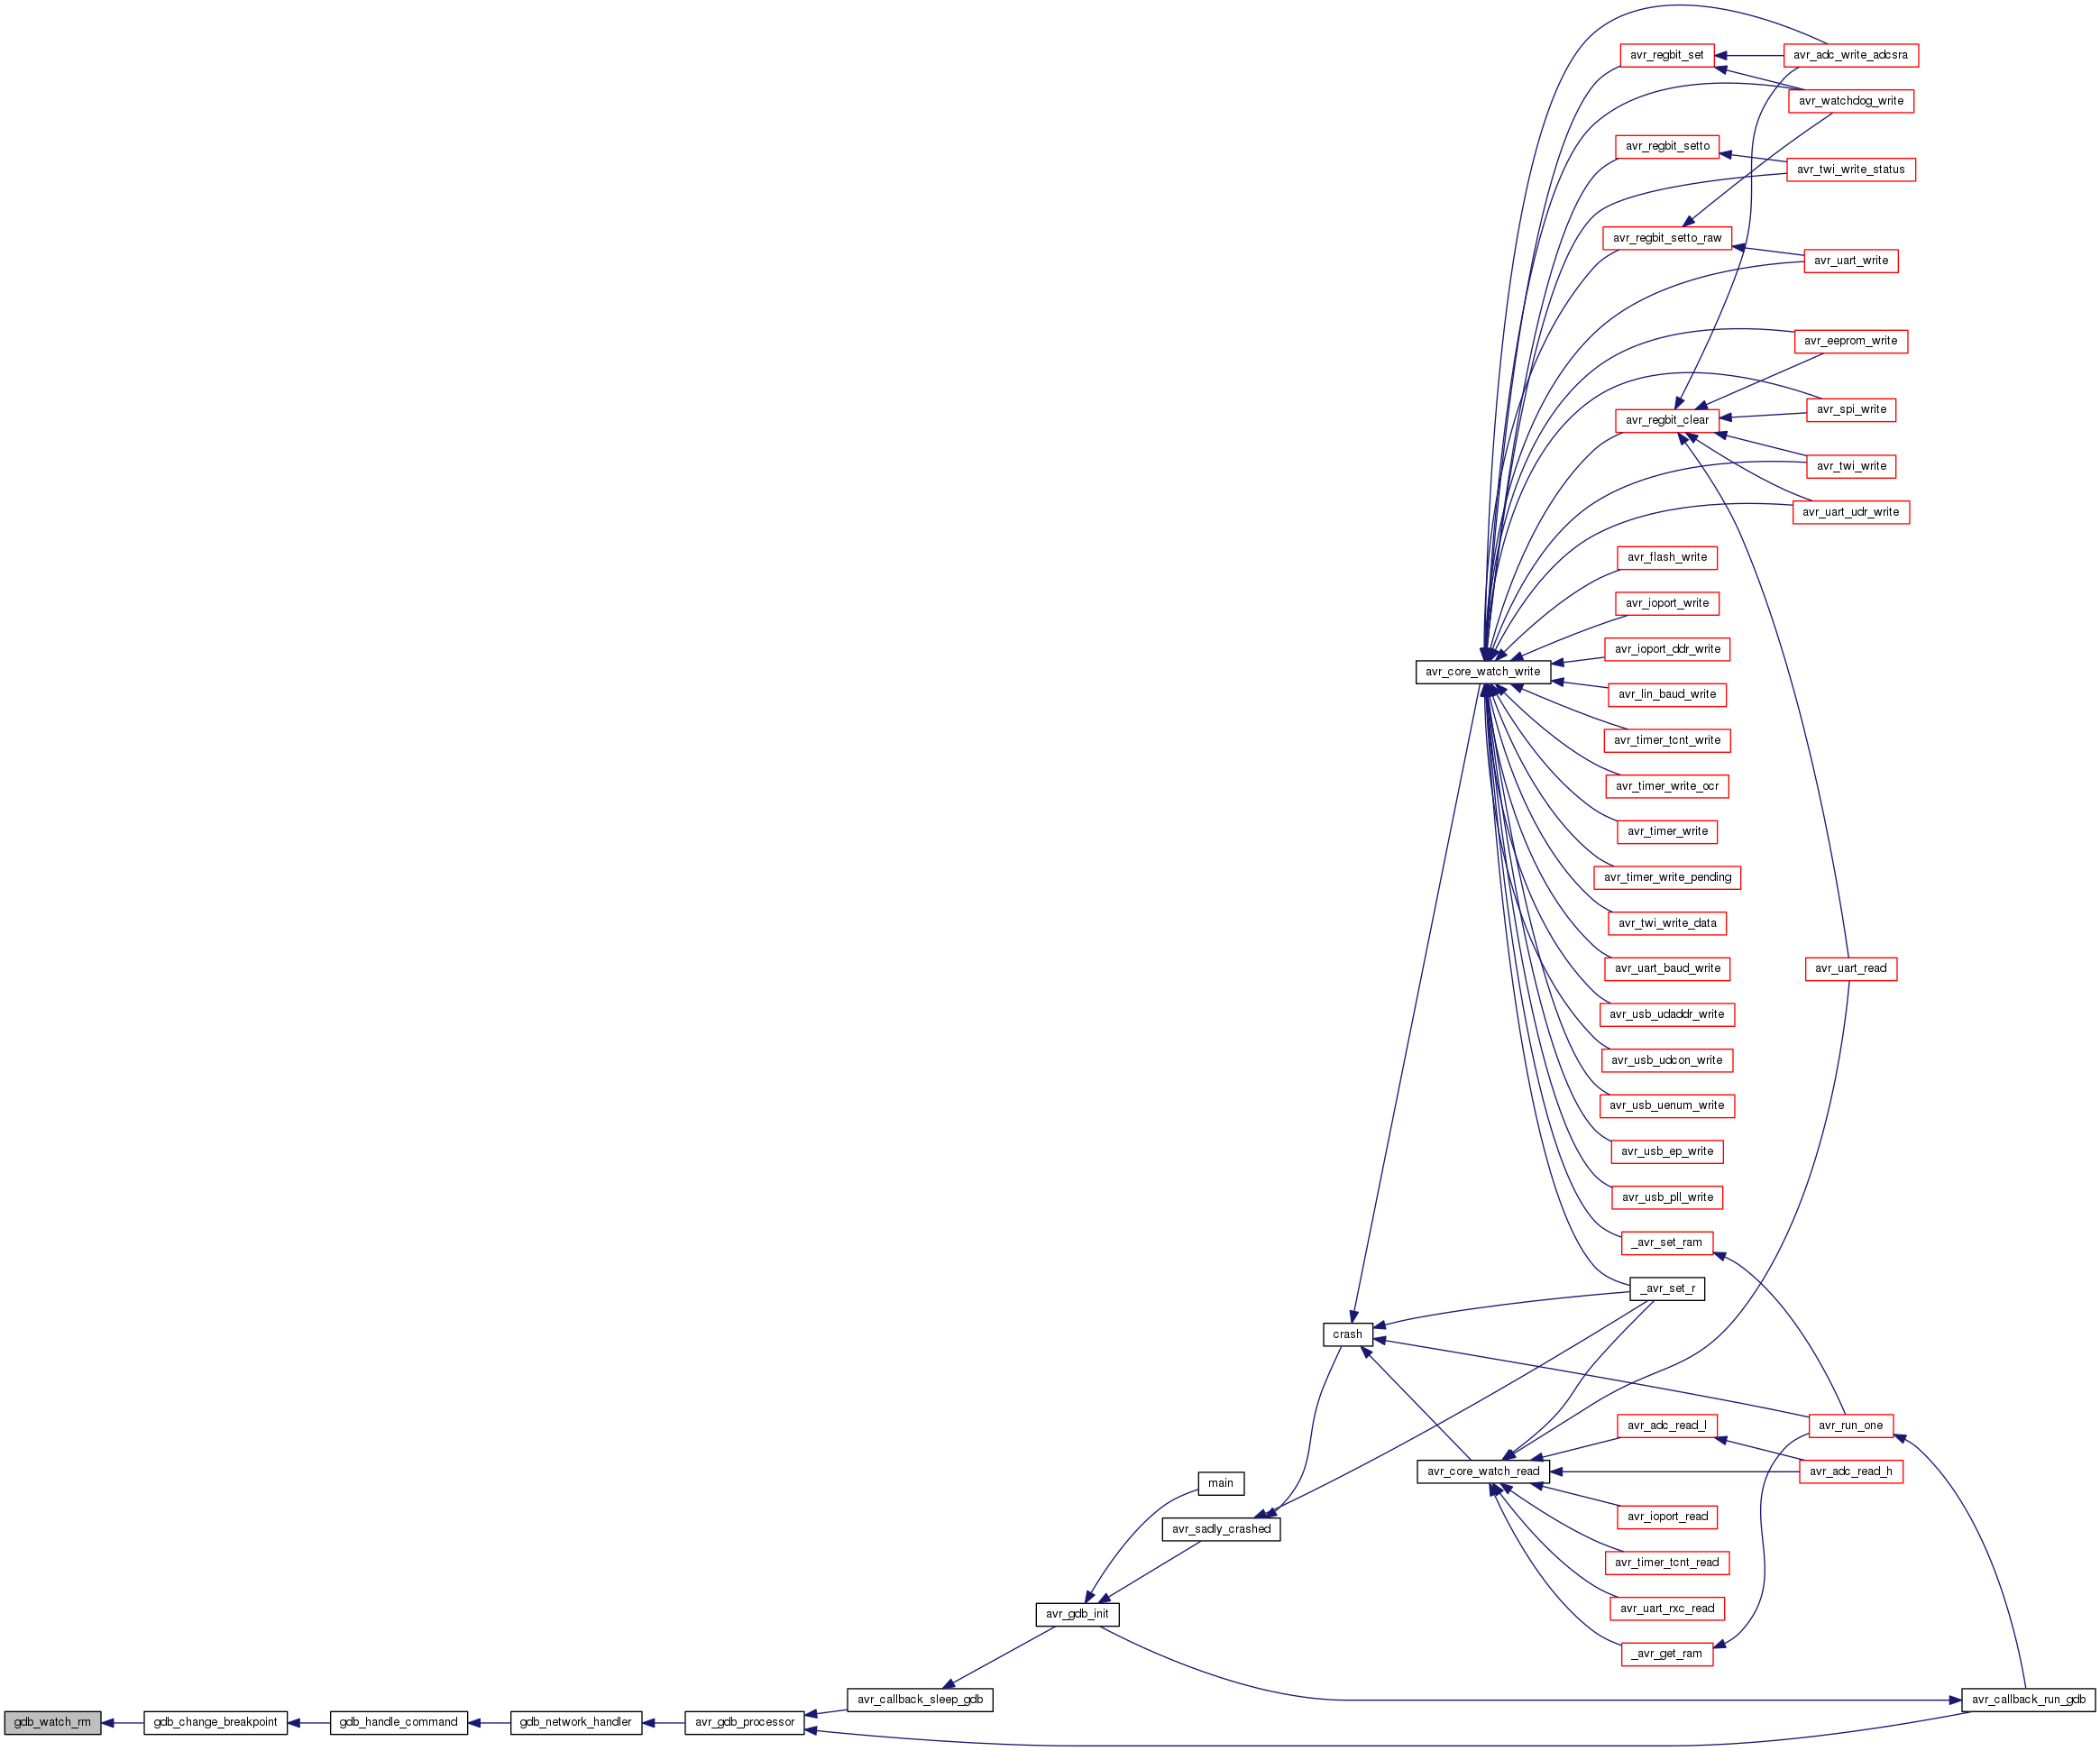 avr_regbit_set
avr_adc_write_adcsra
avr_watchdog_write
avr_regbit_setto
avr_twi_write_status
avr_regbit_setto_raw
avr_uart_write
avr_eeprom_write
avr_spi_write
avr_regbit_clear
avr_twi_write
avr_uart_udr_write
avr_flash_write
avr_ioport_write
avr_ioport_ddr_write
avr_core_watch_write
avr_lin_baud_write
avr_timer_tcnt_write
avr_timer_write_ocr
avr_timer_write
avr_timer_write_pending
avr_twi_write_data
avr_uart_baud_write
avr_uart_read
avr_usb_udaddr_write
avr_usb_udcon_write
avr_usb_uenum_write
avr_usb_ep_write
avr_usb_pll_write
_avr_set_ram
_avr_set_r
crash
avr_adc_read_l
avr_run_one
avr_core_watch_read
avr_adc_read_h
main
avr_ioport_read
avr_sadly_crashed
avr_timer_tcnt_read
avr_uart_rxc_read
avr_gdb_init
_avr_get_ram
avr_callback_sleep_gdb
avr_callback_run_gdb
gdb_watch_rm
gdb_change_breakpoint
gdb_handle_command
gdb_network_handler
avr_gdb_processor